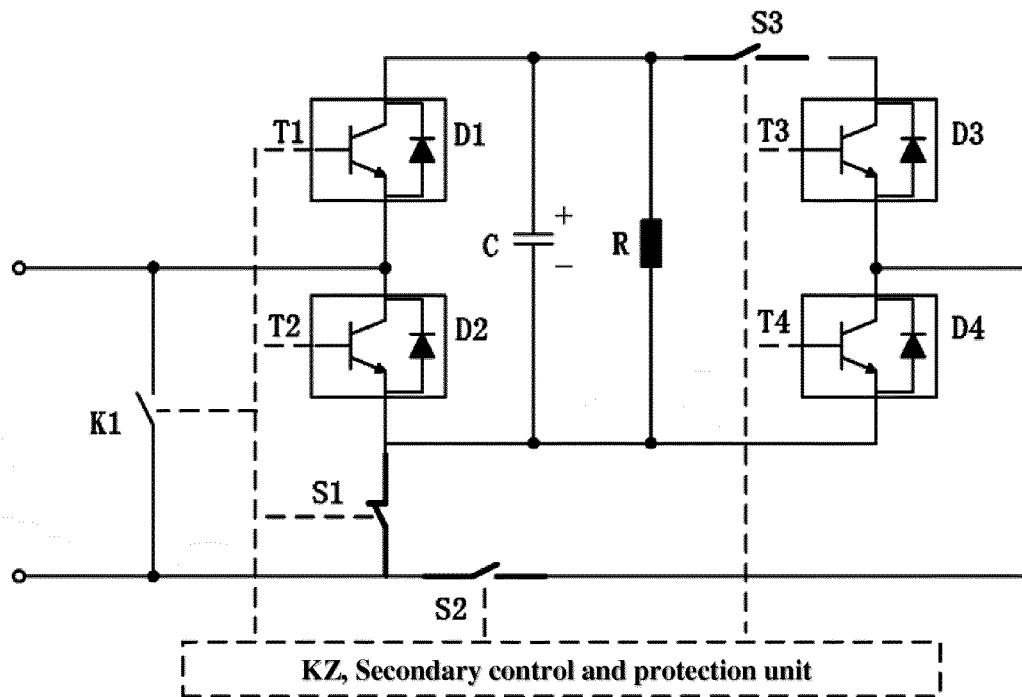 S3
T1 D1 T3 D3
+
C R
−
T2 D2 T4 D4
K1
S1
S2
KZ, Secondary control and protection unit